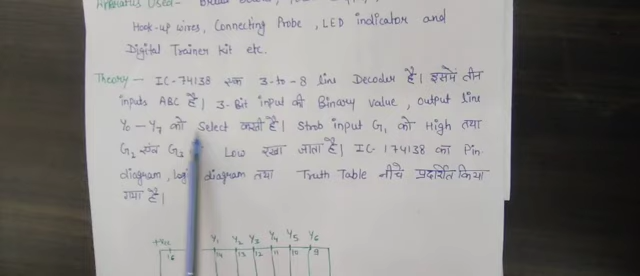 Apparatus Used-
Hook-up wires, Connecting Probe, LED indicator and
Digital Trainer Kit etc.
Theory - IC-74138 एक 3-to-8 line Decoder है। इसमें तीन
inputs ABC है। 3-Bit input की Binary value, output line
Y0 - Y7 को Select करती है। Strob input G1 को High तथा
G2 एवं G3 Low रखा जाता है। IC-174138 का Pin
diagram, logic diagram तथा Truth Table नीचे प्रदर्शित किया
गया है।
+Vcc Y1 Y2 Y3 Y4 Y5 Y6
16 14 13 12 11 10 9